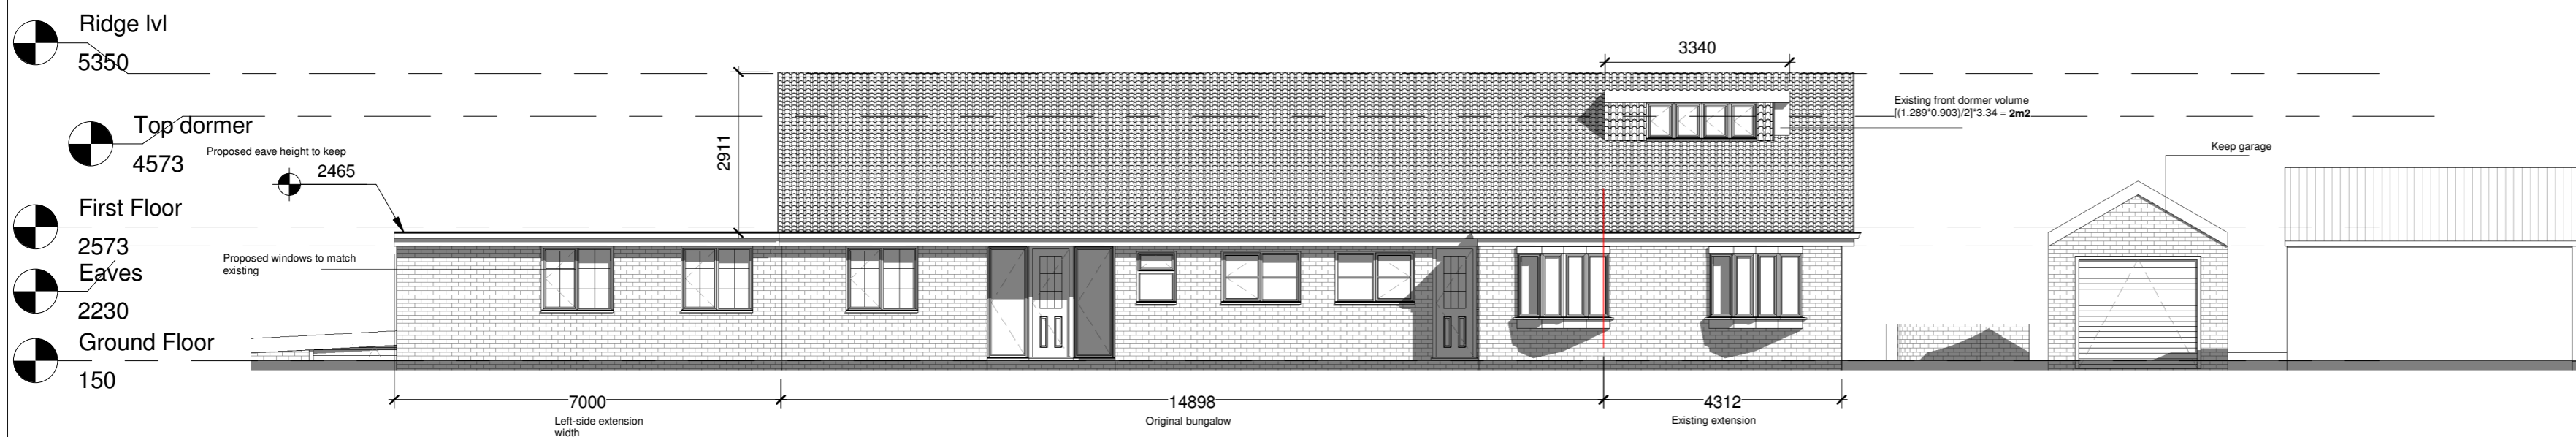 Ridge lvl
5350
Top dormer
4573
Proposed eave height to keep
2465
First Floor
2573
Proposed windows to match
existing
Eaves
2230
Ground Floor
150
2911
3340
Existing front dormer volume
[(1.289*0.903)/2]*3.34 = 2m2
Keep garage
7000
Left-side extension
width
14898
Original bungalow
4312
Existing extension